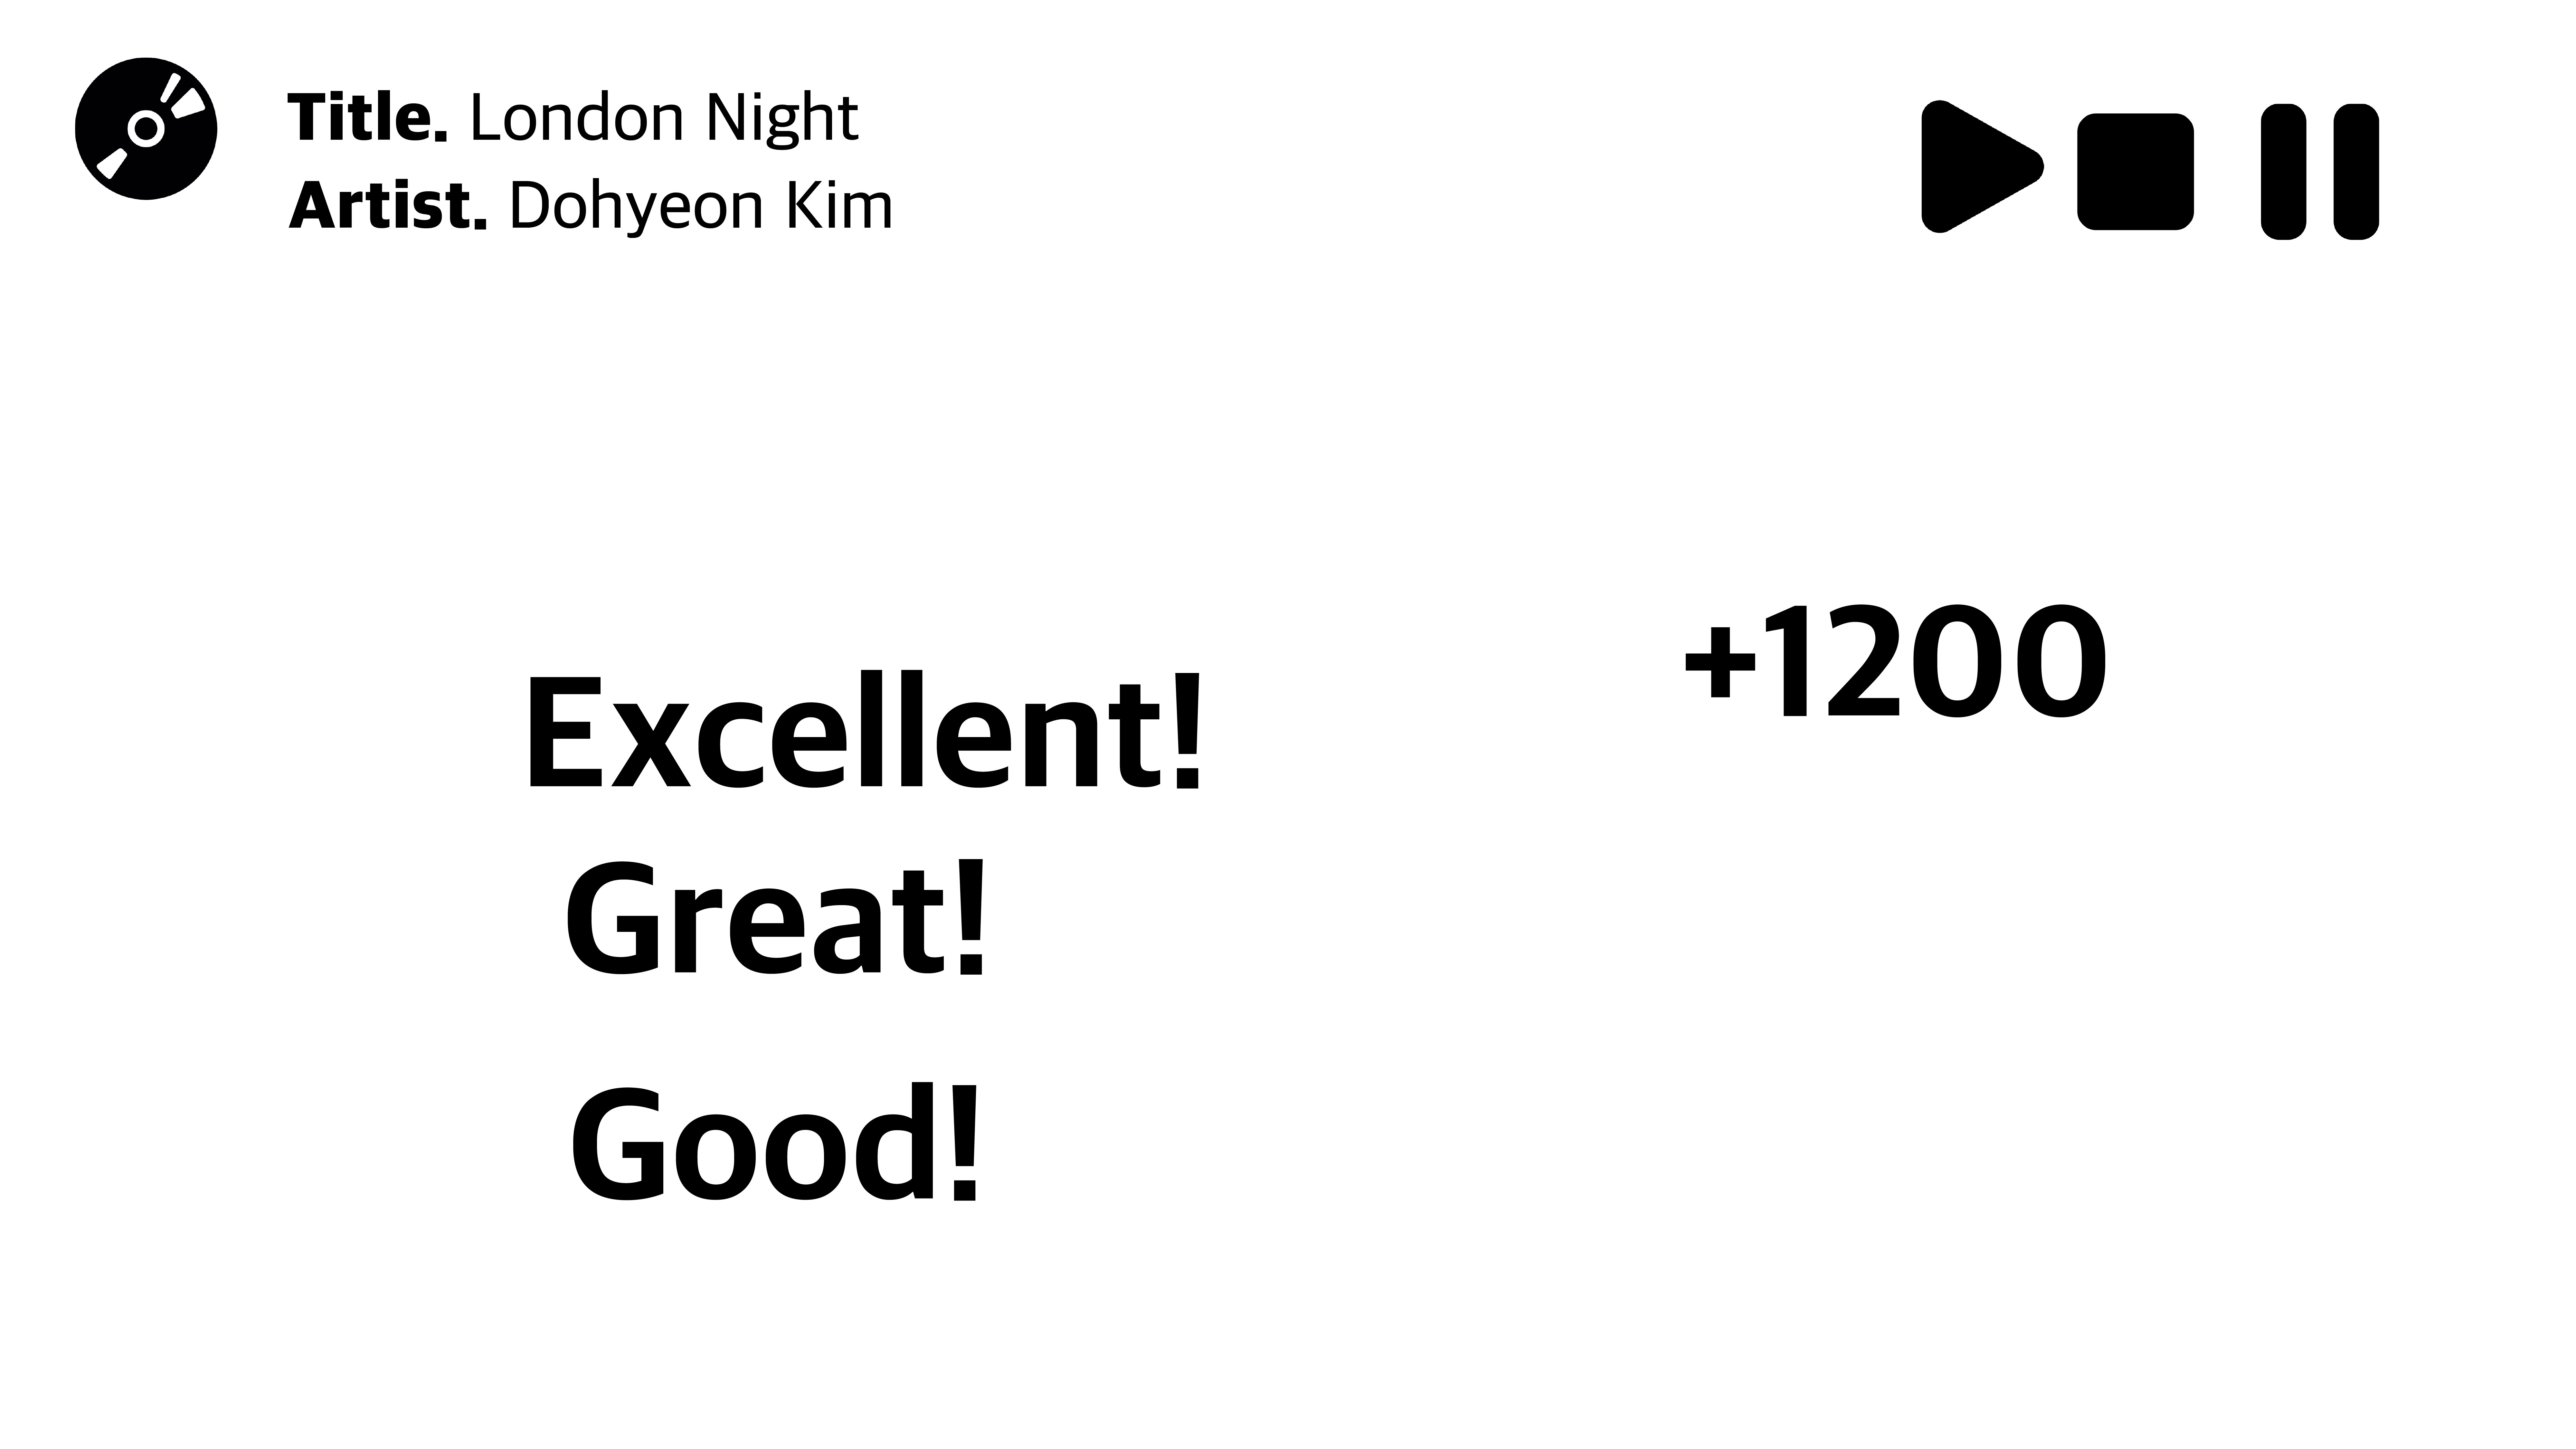 Title. London Night
Artist. Dohyeon Kim
+1200
Excellent!
Great!
Good!